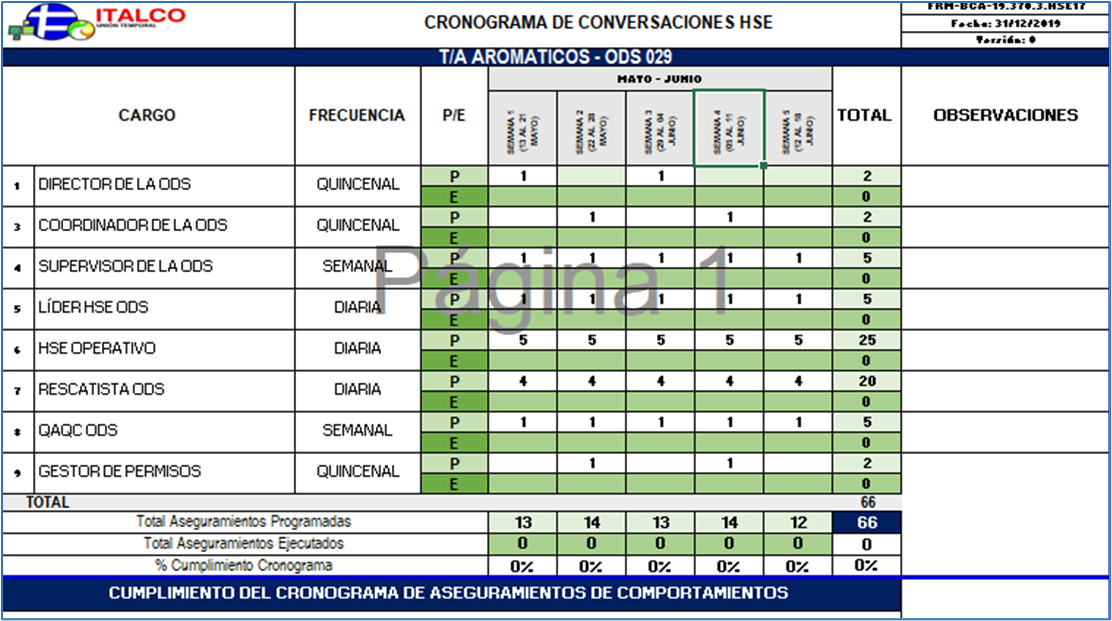 ITALCO
UNIÓN TEMPORAL
CRONOGRAMA DE CONVERSACIONES HSE
FRM-BCA-19.370.3.HSE17
Fecha: 31/12/2019
Versión: 0
T/A AROMATICOS - ODS 029
CARGO FRECUENCIA P/E MAYO - JUNIO TOTAL OBSERVACIONES
SEMANA 1 (13 AL 21 MAYO)
SEMANA 2 (22 AL 28 MAYO)
SEMANA 3 (29 AL 04 JUNIO)
SEMANA 4 (05 AL 11 JUNIO)
SEMANA 5 (12 AL 18 JUNIO)
1 DIRECTOR DE LA ODS QUINCENAL P 1 1 2
E 0
3 COORDINADOR DE LA ODS QUINCENAL P 1 1 2
E 0
4 SUPERVISOR DE LA ODS SEMANAL P 1 1 1 1 1 5
E 0
5 LÍDER HSE ODS DIARIA P 1 1 1 1 1 5
E 0
6 HSE OPERATIVO DIARIA P 5 5 5 5 5 25
E 0
7 RESCATISTA ODS DIARIA P 4 4 4 4 4 20
E 0
8 QAQC ODS SEMANAL P 1 1 1 1 1 5
E 0
9 GESTOR DE PERMISOS QUINCENAL P 1 1 2
E 0
TOTAL 66
Total Aseguramientos Programadas 13 14 13 14 12 66
Total Aseguramientos Ejecutados 0 0 0 0 0 0
% Cumplimiento Cronograma 0% 0% 0% 0% 0% 0%
CUMPLIMIENTO DEL CRONOGRAMA DE ASEGURAMIENTOS DE COMPORTAMIENTOS
Página 1